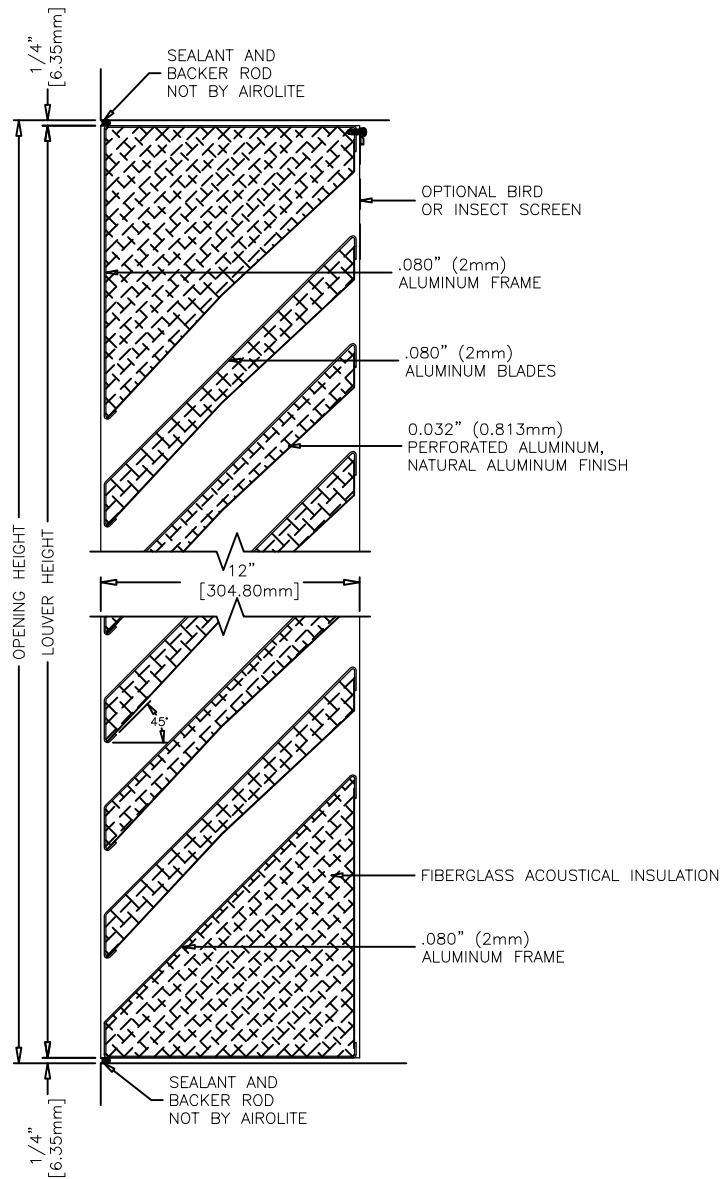 1/4"
[6.35mm]
SEALANT AND
BACKER ROD
NOT BY AIROLITE
OPTIONAL BIRD
OR INSECT SCREEN
.080" (2mm)
ALUMINUM FRAME
.080" (2mm)
ALUMINUM BLADES
0.032" (0.813mm)
PERFORATED ALUMINUM,
NATURAL ALUMINUM FINISH
OPENING HEIGHT
LOUVER HEIGHT
12"
[304.80mm]
45°
FIBERGLASS ACOUSTICAL INSULATION
.080" (2mm)
ALUMINUM FRAME
SEALANT AND
BACKER ROD
NOT BY AIROLITE
1/4"
[6.35mm]